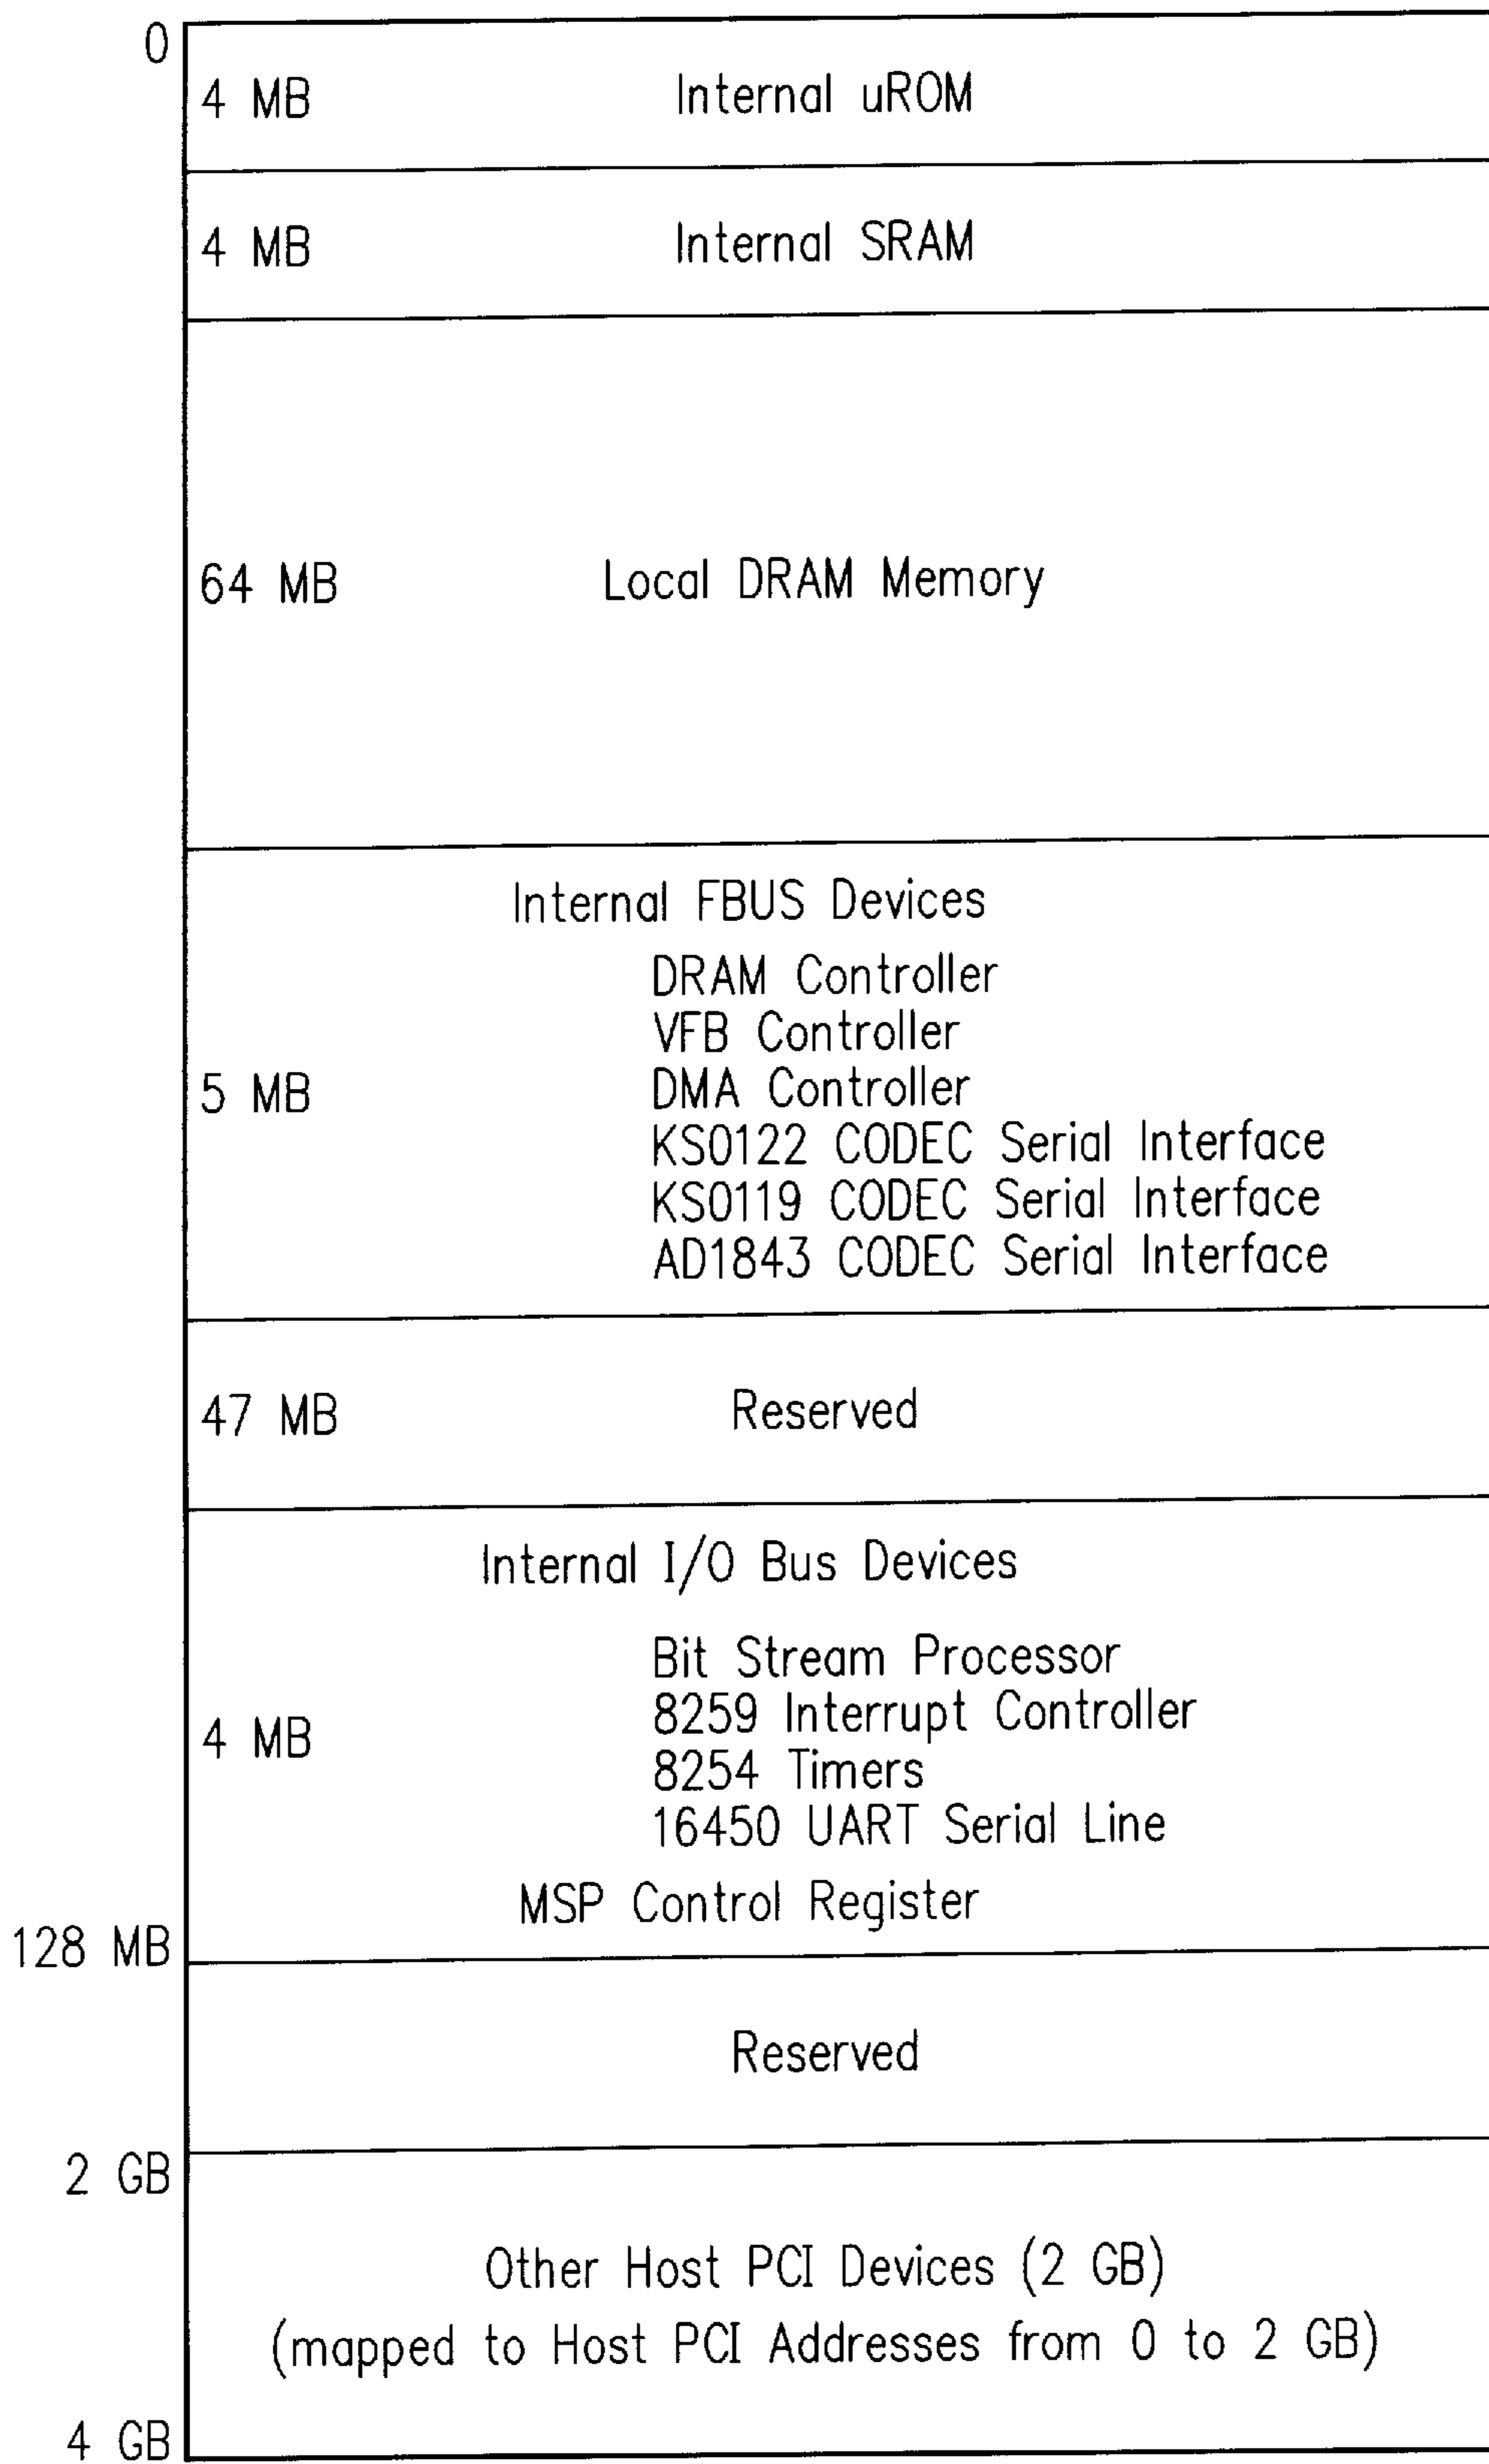 0
4 MB Internal uROM
4 MB Internal SRAM
64 MB Local DRAM Memory
Internal FBUS Devices
DRAM Controller
VFB Controller
5 MB DMA Controller
KS0122 CODEC Serial Interface
KS0119 CODEC Serial Interface
AD1843 CODEC Serial Interface
47 MB Reserved
Internal I/O Bus Devices
Bit Stream Processor
8259 Interrupt Controller
4 MB
8254 Timers
16450 UART Serial Line
MSP Control Register
128 MB
Reserved
2 GB
Other Host PCI Devices (2 GB)
(mapped to Host PCI Addresses from 0 to 2 GB)
4 GB